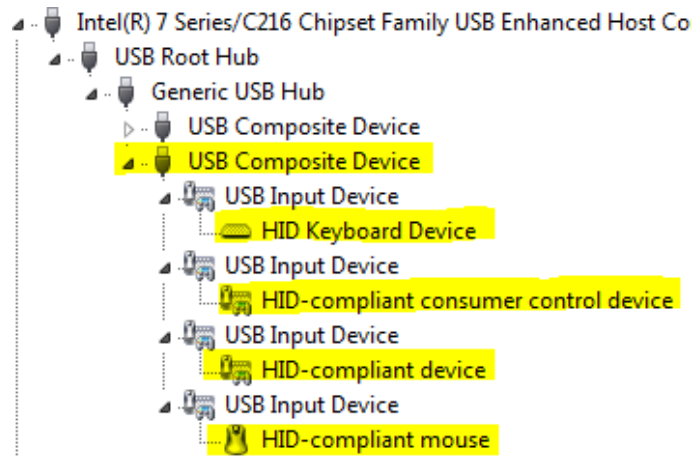 Intel(R) 7 Series/C216 Chipset Family USB Enhanced Host Co
USB Root Hub
Generic USB Hub
USB Composite Device
USB Composite Device
USB Input Device
HID Keyboard Device
USB Input Device
HID-compliant consumer control device
USB Input Device
HID-compliant device
USB Input Device
HID-compliant mouse